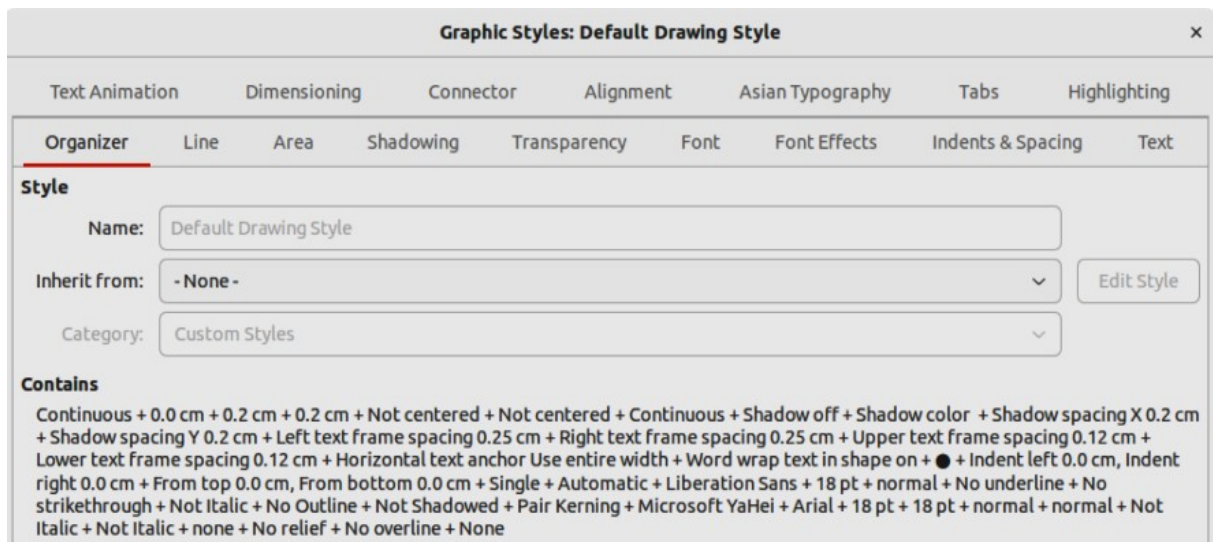 Graphic Styles: Default Drawing Style ×
Text Animation Dimensioning Connector Alignment Asian Typography Tabs Highlighting
Organizer Line Area Shadowing Transparency Font Font Effects Indents & Spacing Text
Style
Name: Default Drawing Style
Inherit from: - None - Edit Style
Category: Custom Styles
Contains
Continuous + 0.0 cm + 0.2 cm + 0.2 cm + Not centered + Not centered + Continuous + Shadow off + Shadow color + Shadow spacing X 0.2 cm
+ Shadow spacing Y 0.2 cm + Left text frame spacing 0.25 cm + Right text frame spacing 0.25 cm + Upper text frame spacing 0.12 cm +
Lower text frame spacing 0.12 cm + Horizontal text anchor Use entire width + Word wrap text in shape on + ● + Indent left 0.0 cm, Indent
right 0.0 cm + From top 0.0 cm, From bottom 0.0 cm + Single + Automatic + Liberation Sans + 18 pt + normal + No underline + No
strikethrough + Not Italic + No Outline + Not Shadowed + Pair Kerning + Microsoft YaHei + Arial + 18 pt + 18 pt + normal + normal + Not
Italic + Not Italic + none + No relief + No overline + None